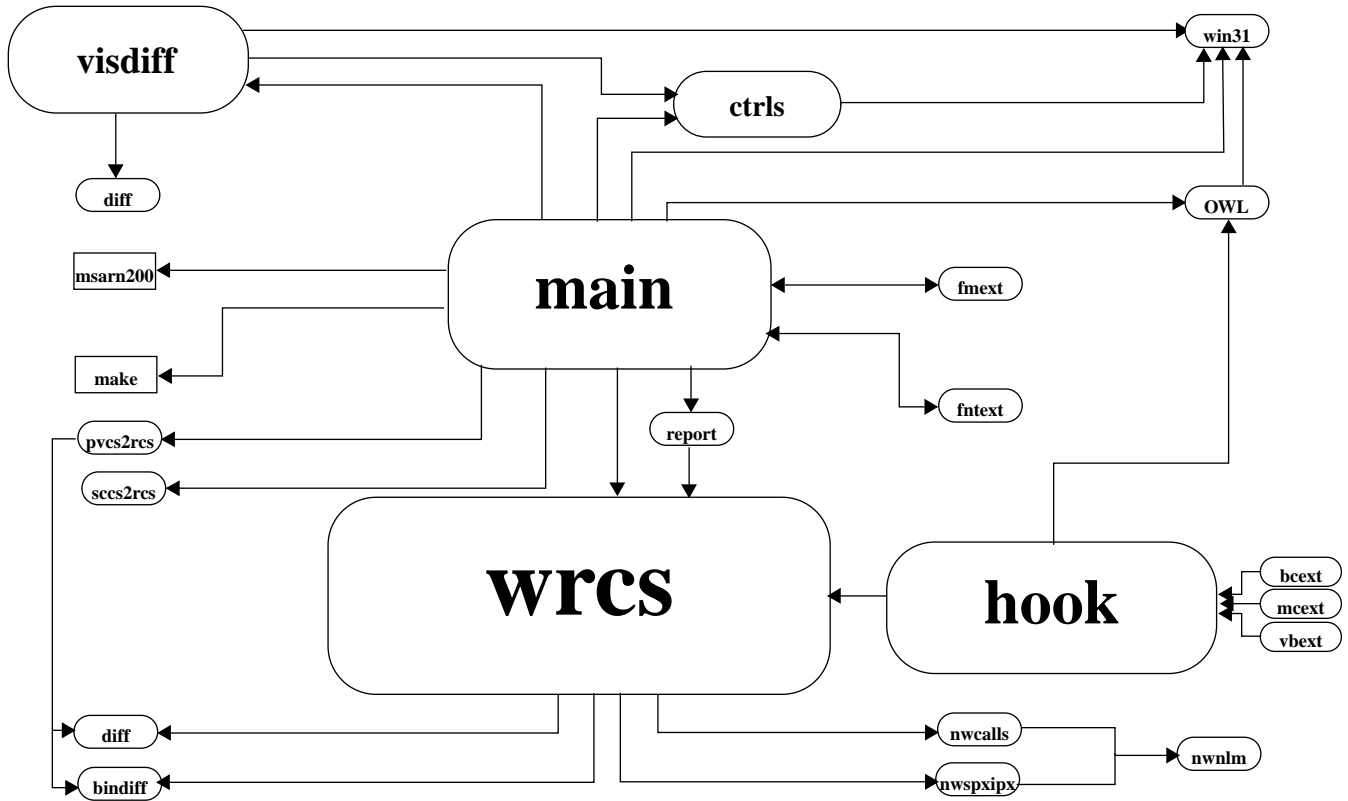 visdiff
win31
ctrls
diff
OWL
msarn200
main
fmext
make
fntext
report
pvcs2rcs
sccs2rcs
wrcs
hook
bcext
mcext
vbext
diff
nwcalls
nwnlm
bindiff
nwspxipx